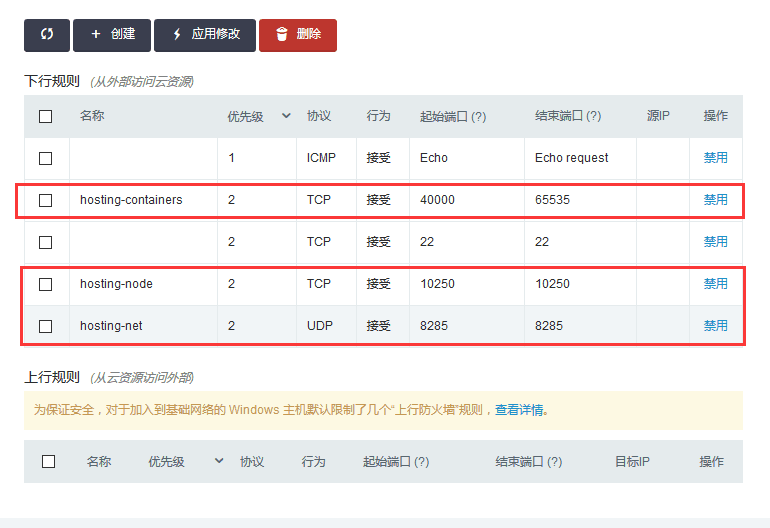 创建 应用修改 删除
下行规则 (从外部访问云资源)
名称 优先级 协议 行为 起始端口 (?) 结束端口 (?) 源IP 操作
1 ICMP 接受 Echo Echo request 禁用
hosting-containers 2 TCP 接受 40000 65535 禁用
2 TCP 接受 22 22 禁用
hosting-node 2 TCP 接受 10250 10250 禁用
hosting-net 2 UDP 接受 8285 8285 禁用
上行规则 (从云资源访问外部)
为保证安全，对于加入到基础网络的 Windows 主机默认限制了几个“上行防火墙”规则，查看详情。
名称 优先级 协议 行为 起始端口 (?) 结束端口 (?) 目标IP 操作